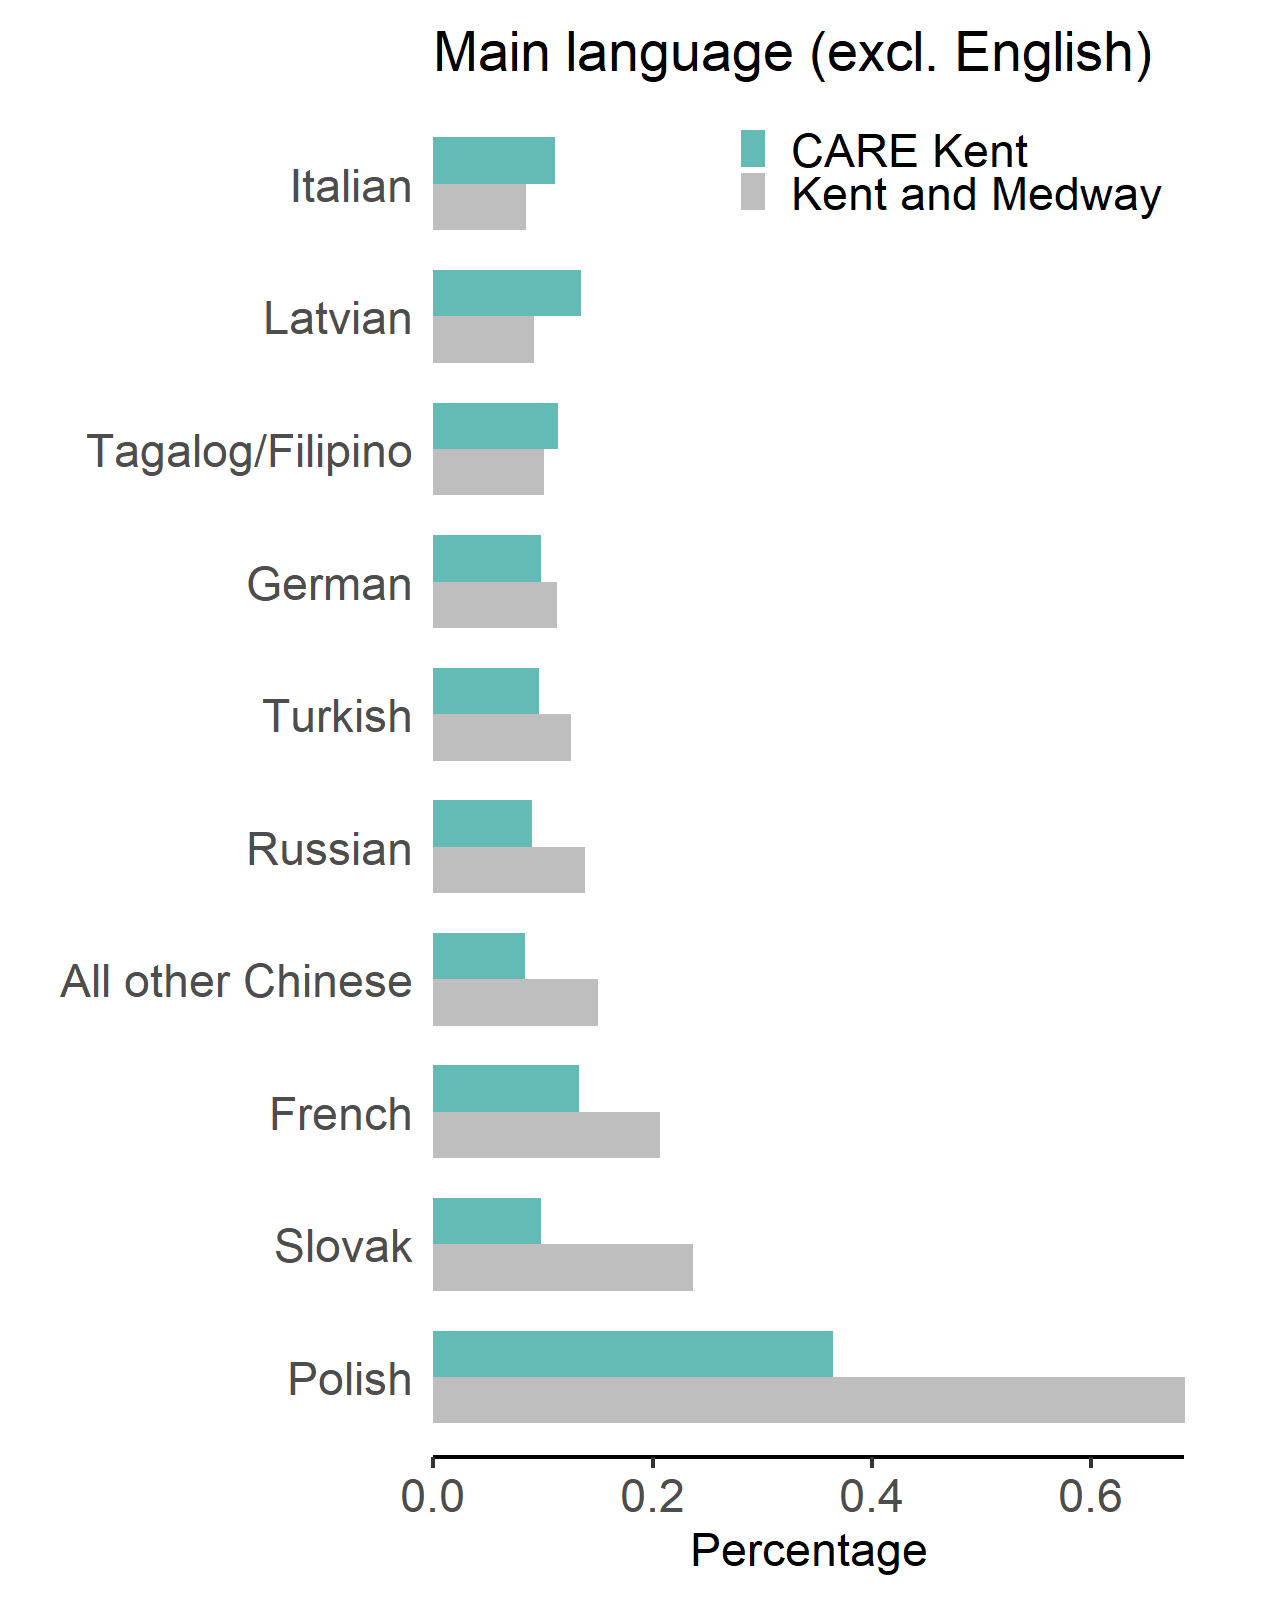 Main language (excl. English)
CARE Kent
Kent and Medway
Italian
Latvian
Tagalog/Filipino
German
Turkish
Russian
All other Chinese
French
Slovak
Polish
0.0 0.2 0.4 0.6
Percentage